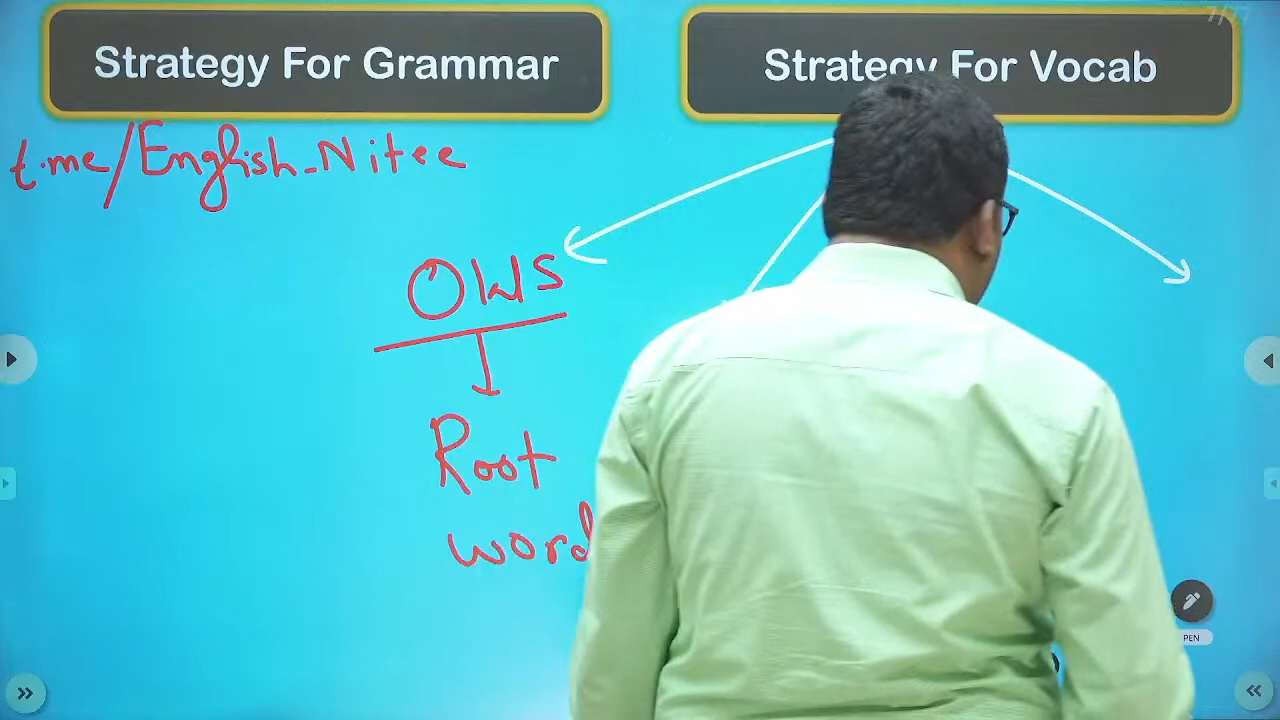 Strategy For Grammar
Strategy For Vocab
t.me/English_Nitee
OWS
Root
word
PEN